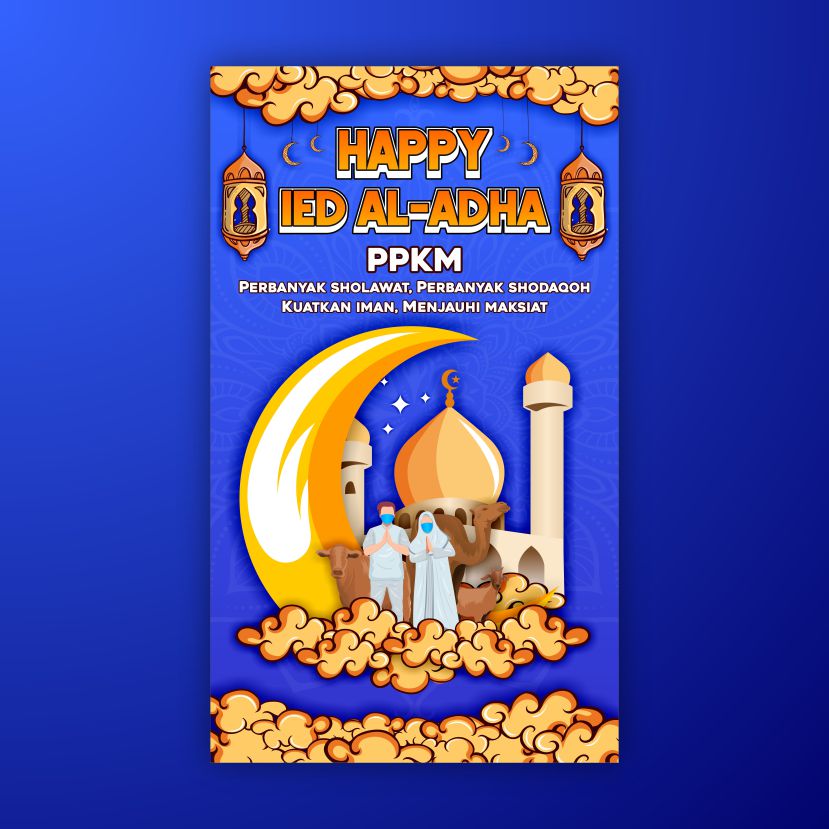 HAPPY
IED AL-ADHA
PPKM
PERBANYAK SHOLAWAT, PERBANYAK SHODAQOH
KUATKAN IMAN, MENJAUHI MAKSIAT